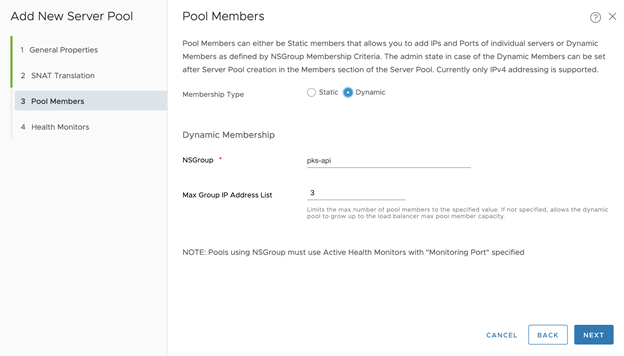 Add New Server Pool
1 General Properties
2 SNAT Translation
3 Pool Members
4 Health Monitors
Pool Members
Pool Members can either be Static members that allows you to add IPs and Ports of individual servers or Dynamic
Members as defined by NSGroup Membership Criteria. The admin state in case of the Dynamic Members can be set
after Server Pool creation in the Members section of the Server Pool. Currently only IPv4 addressing is supported.
Membership Type Static Dynamic
Dynamic Membership
NSGroup * pks-api
Max Group IP Address List 3
Limits the max number of pool members to the specified value. If not specified, allows the dynamic
pool to grow up to the load balancer max pool member capacity.
NOTE: Pools using NSGroup must use Active Health Monitors with "Monitoring Port" specified
CANCEL BACK NEXT